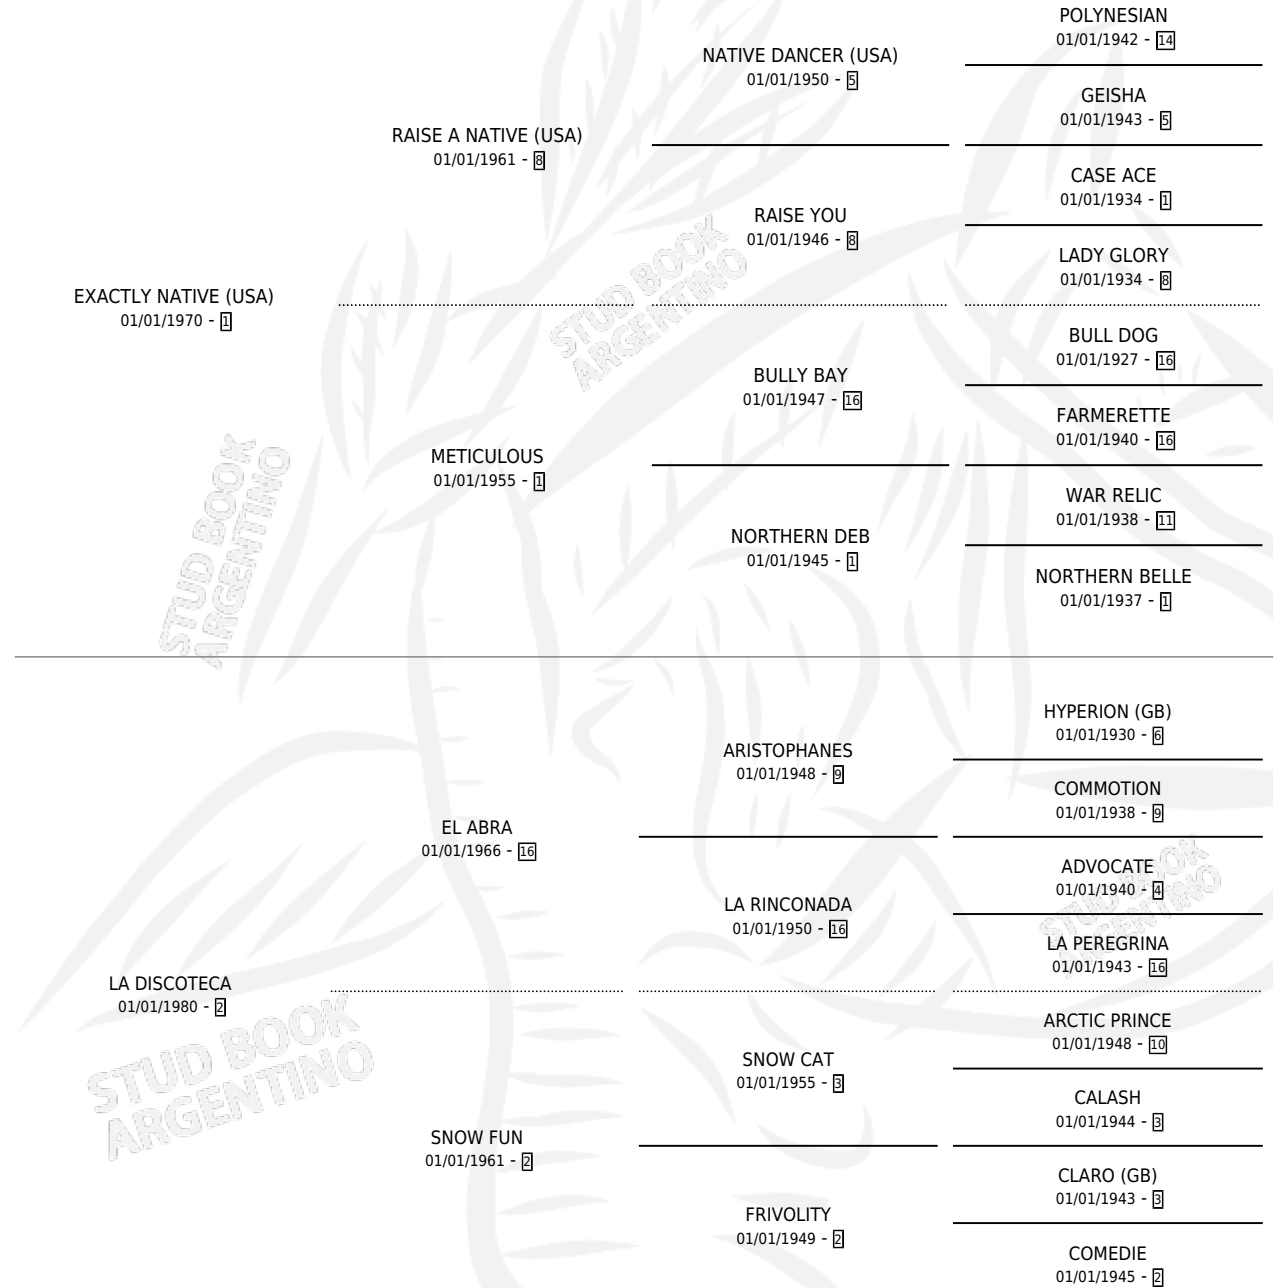 POLYNESIAN
01/01/1942 - 14
NATIVE DANCER (USA)
01/01/1950 - 5
GEISHA
01/01/1943 - 5
RAISE A NATIVE (USA)
01/01/1961 - 8
CASE ACE
01/01/1934 - 1
RAISE YOU
01/01/1946 - 8
LADY GLORY
01/01/1934 - 8
EXACTLY NATIVE (USA)
01/01/1970 - 1
BULL DOG
01/01/1927 - 16
BULLY BAY
01/01/1947 - 16
FARMERETTE
01/01/1940 - 16
METICULOUS
01/01/1955 - 1
WAR RELIC
01/01/1938 - 11
NORTHERN DEB
01/01/1945 - 1
NORTHERN BELLE
01/01/1937 - 1
HYPERION (GB)
01/01/1930 - 6
ARISTOPHANES
01/01/1948 - 9
COMMOTION
01/01/1938 - 9
EL ABRA
01/01/1966 - 16
ADVOCATE
01/01/1940 - 4
LA RINCONADA
01/01/1950 - 16
LA PEREGRINA
01/01/1943 - 16
LA DISCOTECA
01/01/1980 - 2
ARCTIC PRINCE
01/01/1948 - 10
SNOW CAT
01/01/1955 - 3
CALASH
01/01/1944 - 3
SNOW FUN
01/01/1961 - 2
CLARO (GB)
01/01/1943 - 3
FRIVOLITY
01/01/1949 - 2
COMEDIE
01/01/1945 - 2
STUD BOOK
ARGENTINO
STUD BOOK
ARGENTINO
STUD BOOK
ARGENTINO
STUD BOOK
ARGENTINO